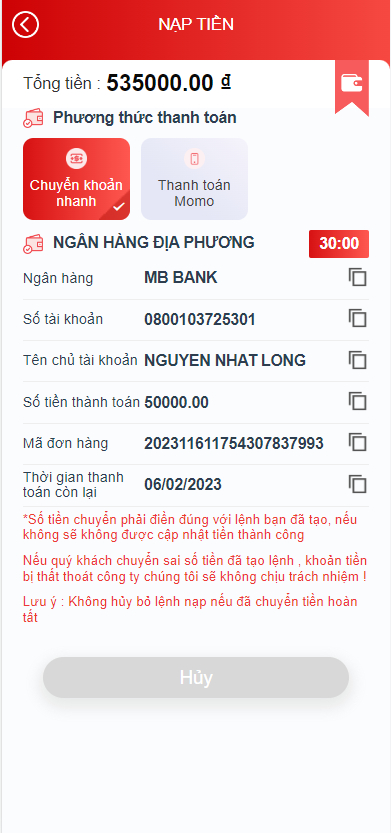 NẠP TIỀN
Tổng tiền : 535000.00 ₫
Phương thức thanh toán
Chuyển khoản
nhanh
Thanh toán
Momo
NGÂN HÀNG ĐỊA PHƯƠNG
30:00
Ngân hàng MB BANK
Số tài khoản 0800103725301
Tên chủ tài khoản NGUYEN NHAT LONG
Số tiền thành toán 50000.00
Mã đơn hàng 202311611754307837993
Thời gian thanh
toán còn lại 06/02/2023
*Số tiền chuyển phải điền đúng với lệnh bạn đã tạo, nếu
không sẽ không được cập nhật tiền thành công
Nếu quý khách chuyển sai số tiền đã tạo lệnh , khoản tiền
bị thất thoát công ty chúng tôi sẽ không chịu trách nhiệm !
Lưu ý : Không hủy bỏ lệnh nạp nếu đã chuyển tiền hoàn
tất
Hủy